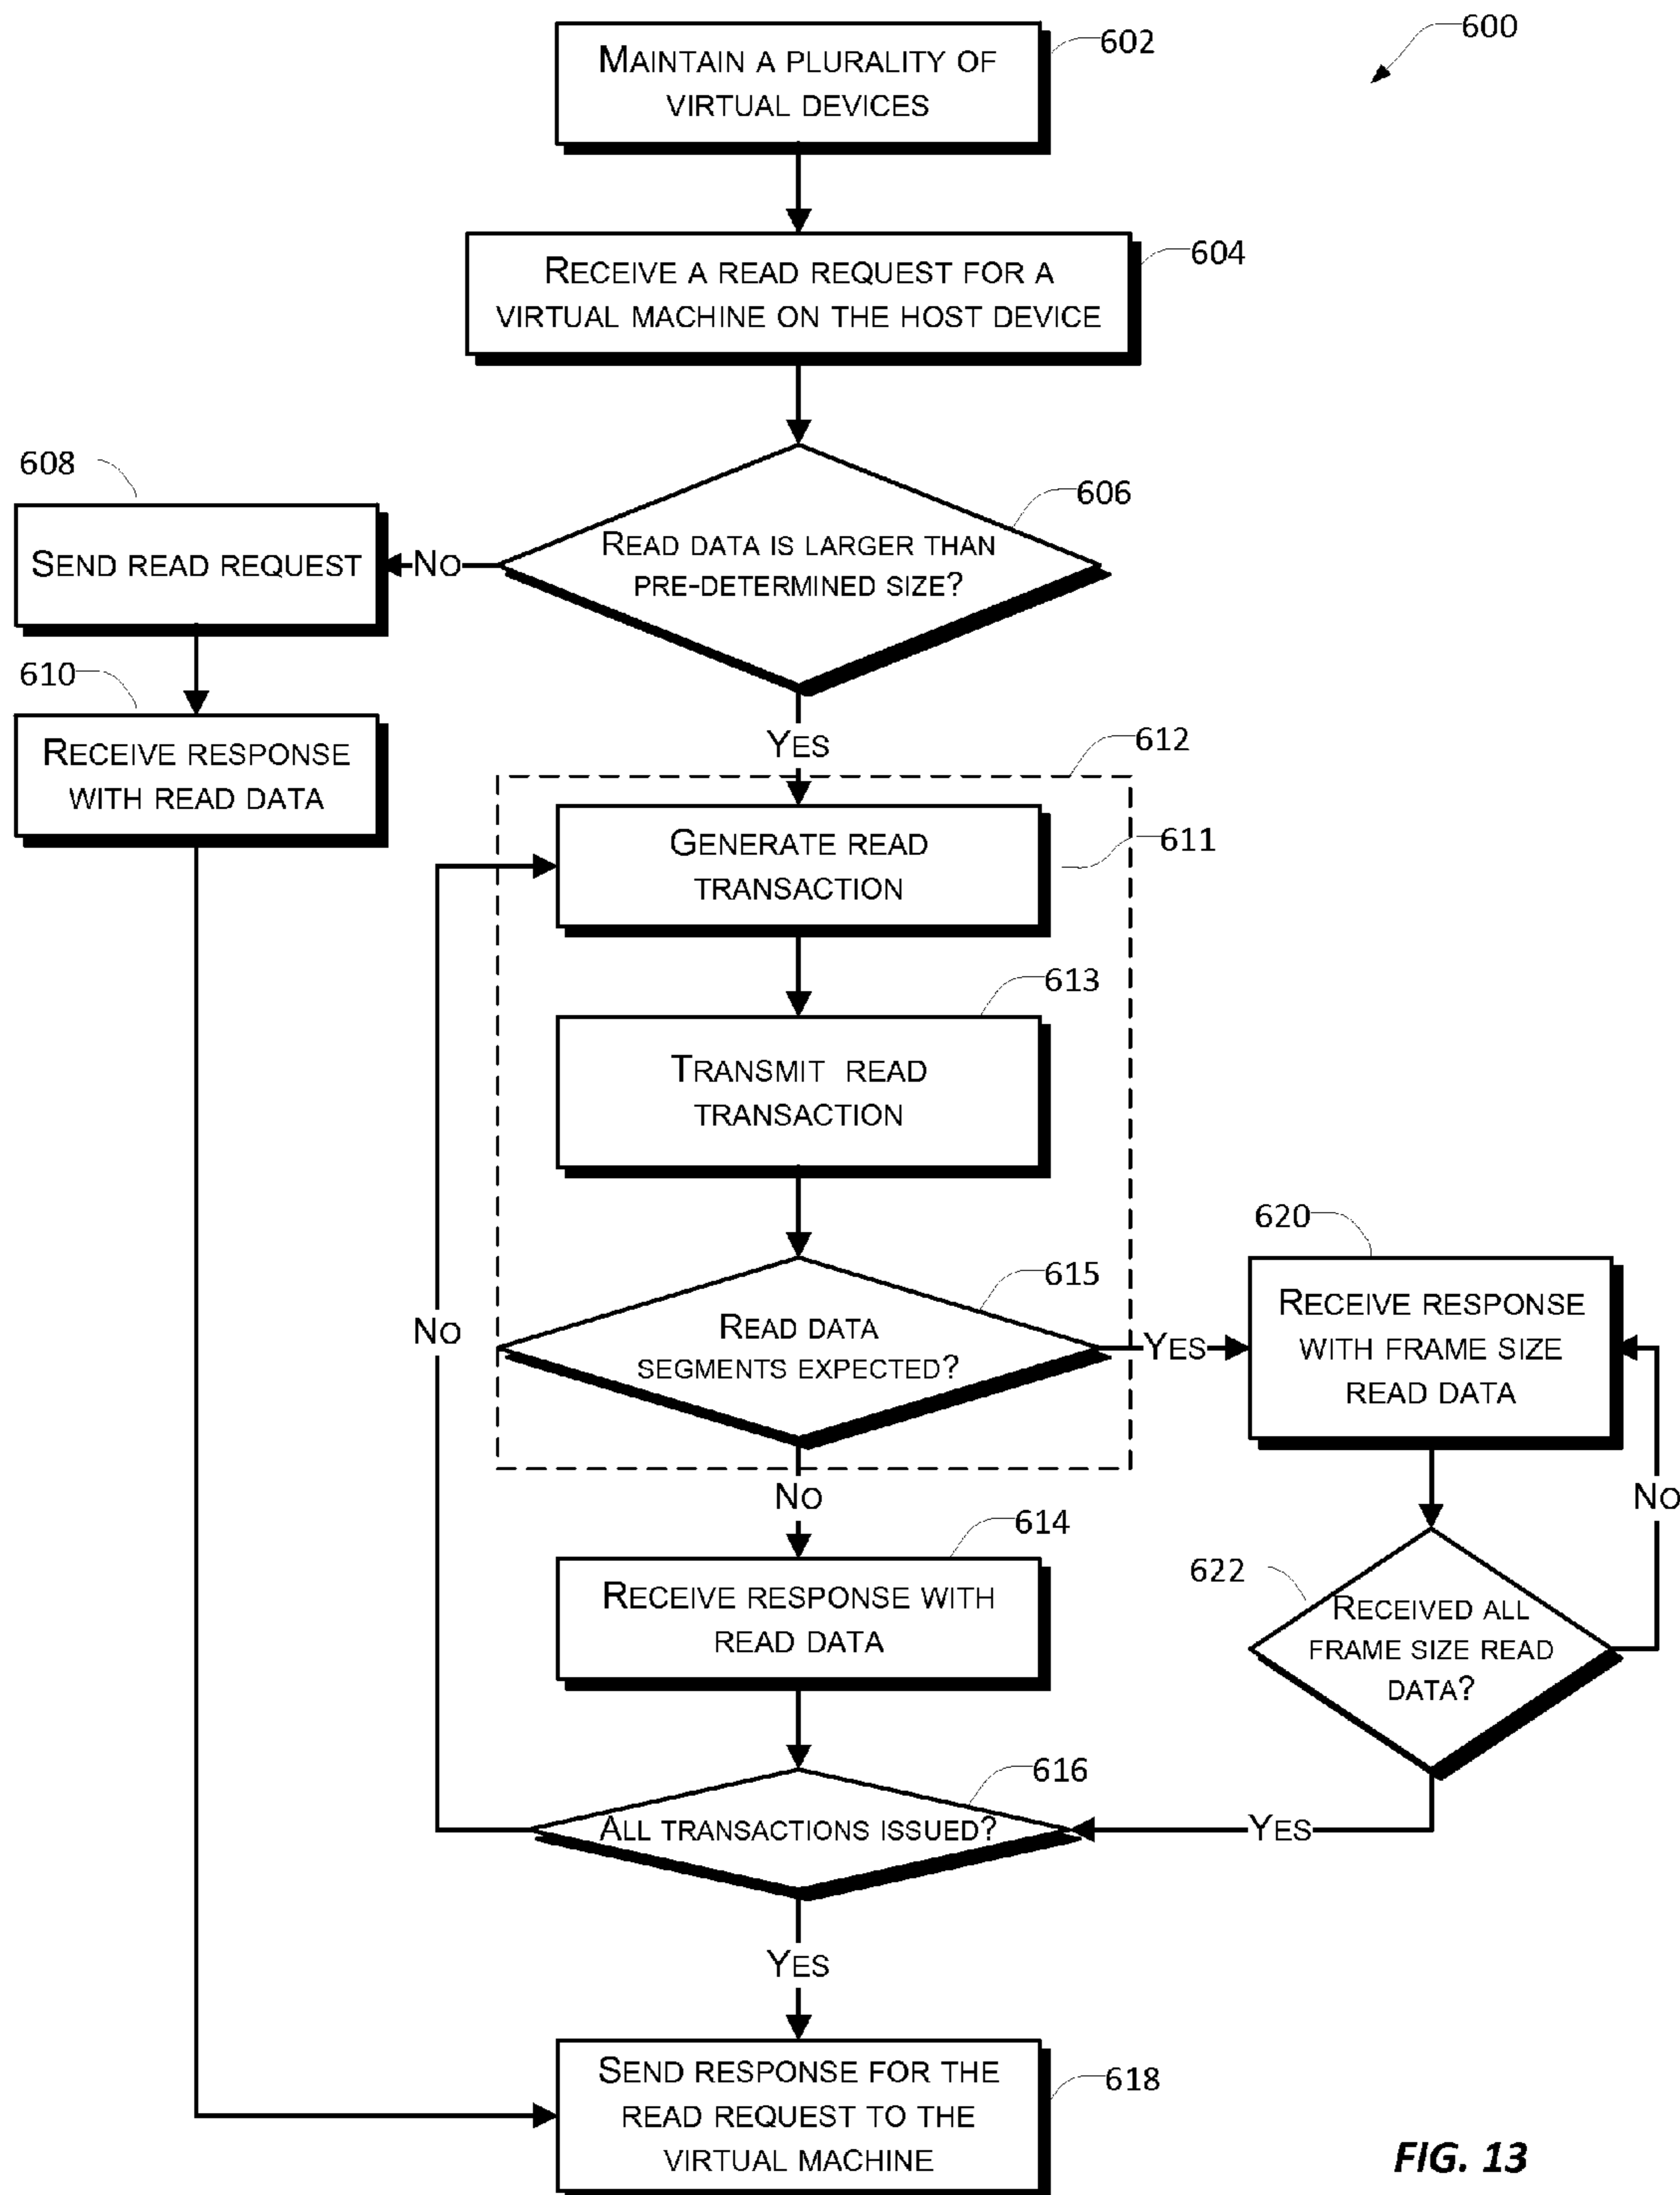 600
602
MAINTAIN A PLURALITY OF
VIRTUAL DEVICES
604
RECEIVE A READ REQUEST FOR A
VIRTUAL MACHINE ON THE HOST DEVICE
606
READ DATA IS LARGER THAN
PRE-DETERMINED SIZE?
NO
608
SEND READ REQUEST
610
RECEIVE RESPONSE
WITH READ DATA
YES
612
611
GENERATE READ
TRANSACTION
613
TRANSMIT READ
TRANSACTION
615
READ DATA
SEGMENTS EXPECTED?
YES
NO
620
RECEIVE RESPONSE
WITH FRAME SIZE
READ DATA
NO
NO
614
RECEIVE RESPONSE WITH
READ DATA
622
RECEIVED ALL
FRAME SIZE READ
DATA?
616
ALL TRANSACTIONS ISSUED?
YES
YES
618
SEND RESPONSE FOR THE
READ REQUEST TO THE
VIRTUAL MACHINE
FIG. 13